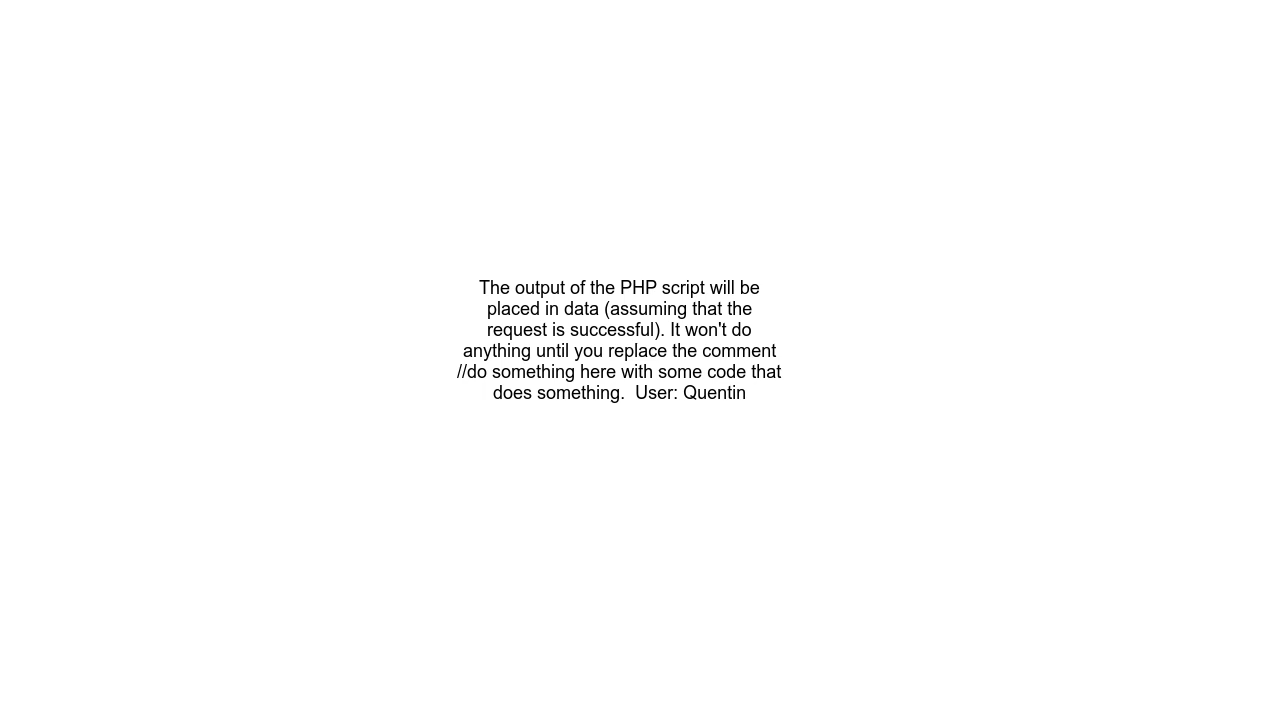 The output of the PHP script will be
placed in data (assuming that the
request is successful). It won't do
anything until you replace the comment
//do something here with some code that
does something.  User: Quentin